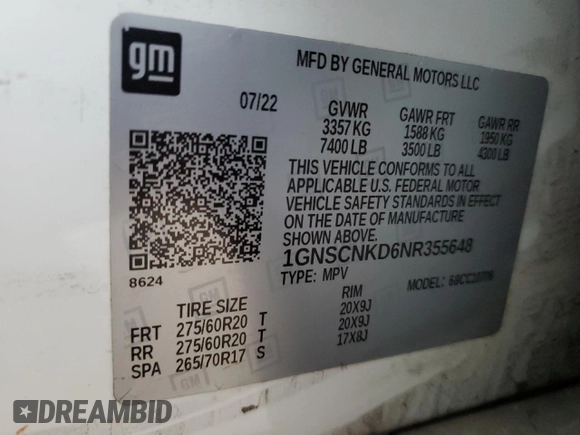 gm
MFD BY GENERAL MOTORS LLC
07/22 GVWR GAWR FRT GAWR RR
3357 KG 1588 KG 1950 KG
7400 LB 3500 LB 4300 LB
THIS VEHICLE CONFORMS TO ALL
APPLICABLE U.S. FEDERAL MOTOR
VEHICLE SAFETY STANDARDS IN EFFECT
ON THE DATE OF MANUFACTURE
SHOWN ABOVE.
1GNSCNKD6NR355648
8624
TYPE: MPV MODEL:
TIRE SIZE RIM
FRT 275/60R20 T 20X9J
RR 275/60R20 T 20X9J
SPA 265/70R17 S 17X8J
DREAMBID